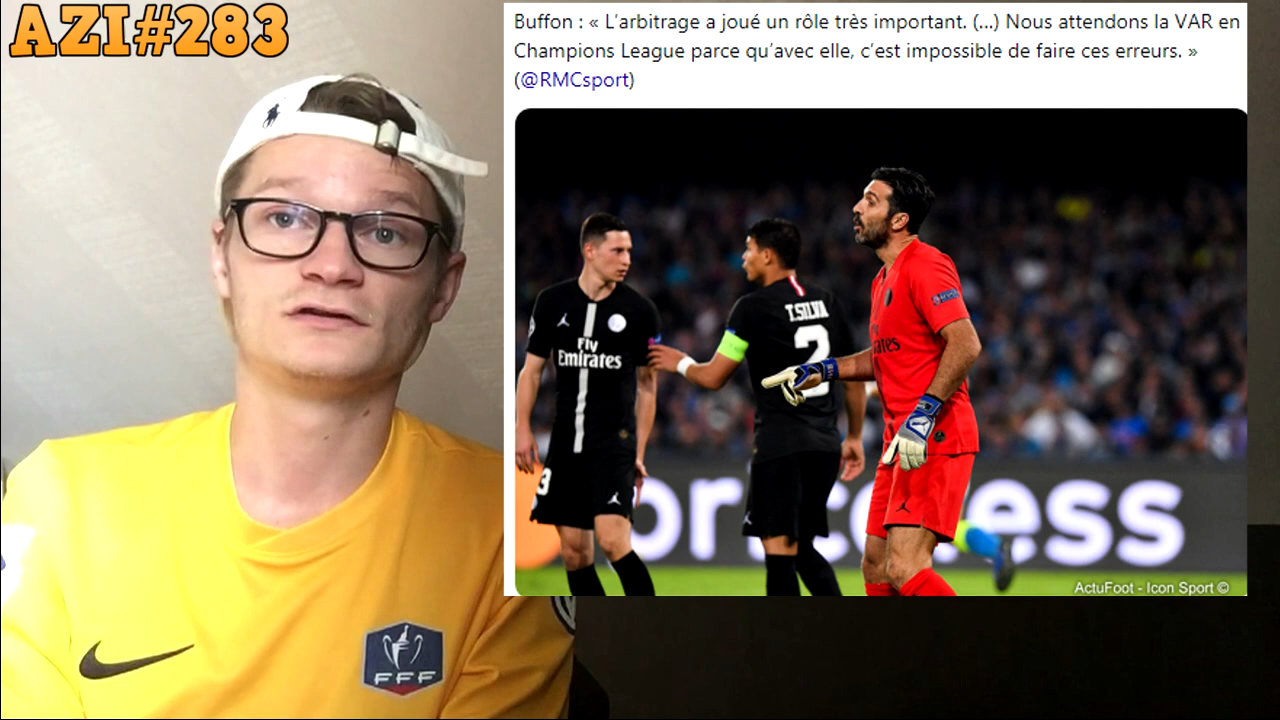 AZI#283
Buffon : « L’arbitrage a joué un rôle très important. (...) Nous attendons la VAR en
Champions League parce qu’avec elle, c’est impossible de faire ces erreurs. »
(@RMCsport)
T.SILVA
2
Fly
Emirates
3
ActuFoot - Icon Sport ©
FFF